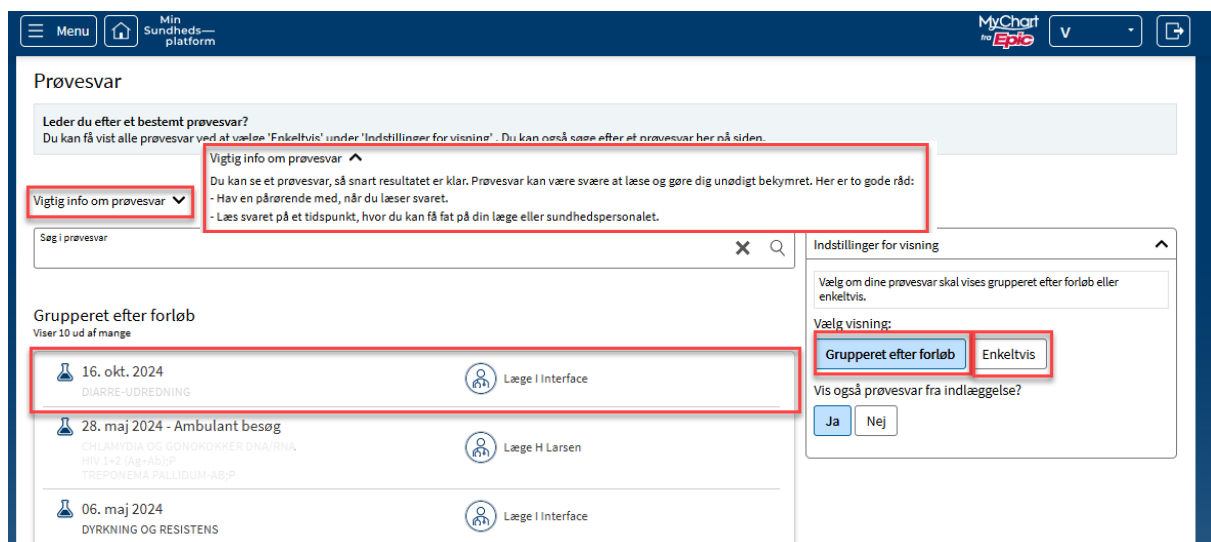 Menu
Min
Sundheds—
platform
MyChart
fra Epic
V
Prøvesvar
Leder du efter et bestemt prøvesvar?
Du kan få vist alle prøvesvar ved at vælge 'Enkeltvis' under 'Indstillinger for visning' . Du kan også søge efter et prøvesvar her på siden.
Vigtig info om prøvesvar
Du kan se et prøvesvar, så snart resultatet er klar. Prøvesvar kan være svære at læse og gøre dig unødigt bekymret. Her er to gode råd:
- Hav en pårørende med, når du læser svaret.
- Læs svaret på et tidspunkt, hvor du kan få fat på din læge eller sundhedspersonalet.
Vigtig info om prøvesvar
Søg i prøvesvar
Grupperet efter forløb
Viser 10 ud af mange
16. okt. 2024
DIARRE-UDREDNING
Læge I Interface
28. maj 2024 - Ambulant besøg
CHLAMYDIA OG GONOKOKKER DNA/RNA.
HIV 1+2 (Ag+Ab);P
TREPONEMA PALLIDUM-AB;P
Læge H Larsen
06. maj 2024
DYRKNING OG RESISTENS
Læge I Interface
Indstillinger for visning
Vælg om dine prøvesvar skal vises grupperet efter forløb eller
enkeltvis.
Vælg visning:
Grupperet efter forløb
Enkeltvis
Vis også prøvesvar fra indlæggelse?
Ja
Nej